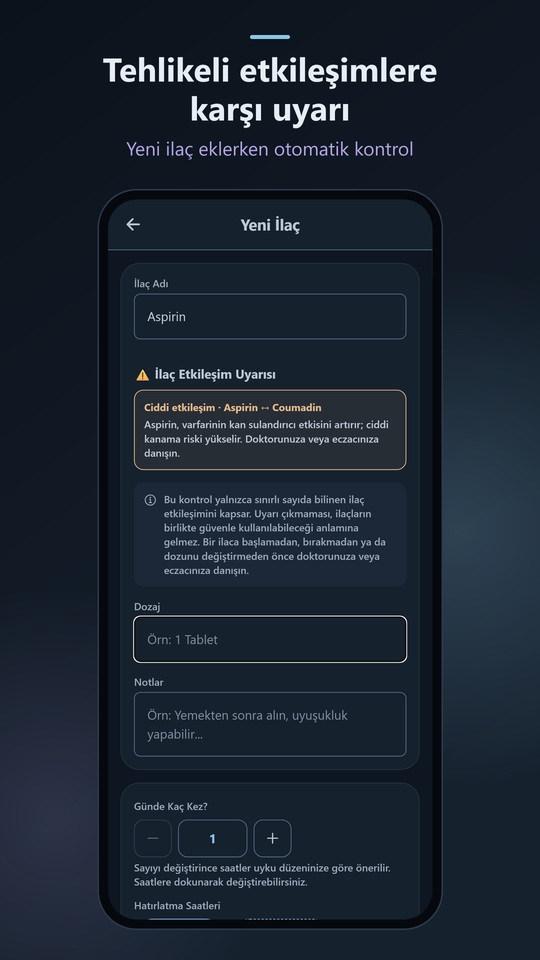 Tehlikeli etkileşimlere
karşı uyarı
Yeni ilaç eklerken otomatik kontrol
Yeni İlaç
İlaç Adı
Aspirin
İlaç Etkileşim Uyarısı
Ciddi etkileşim · Aspirin ↔ Coumadin
Aspirin, varfarinin kan sulandırıcı etkisini artırır; ciddi
kanama riski yükselir. Doktorunuza veya eczacınıza
danışın.
Bu kontrol yalnızca sınırlı sayıda bilinen ilaç
etkileşimini kapsar. Uyarı çıkmaması, ilaçların
birlikte güvenle kullanılabileceği anlamına
gelmez. Bir ilaca başlamadan, bırakmadan ya da
dozunu değiştirmeden önce doktorunuza veya
eczacınıza danışın.
Dozaj
Örn: 1 Tablet
Notlar
Örn: Yemekten sonra alın, uyuşukluk
yapabilir...
Günde Kaç Kez?
1
Sayıyı değiştirince saatler uyku düzeninize göre önerilir.
Saatlere dokunarak değiştirebilirsiniz.
Hatırlatma Saatleri